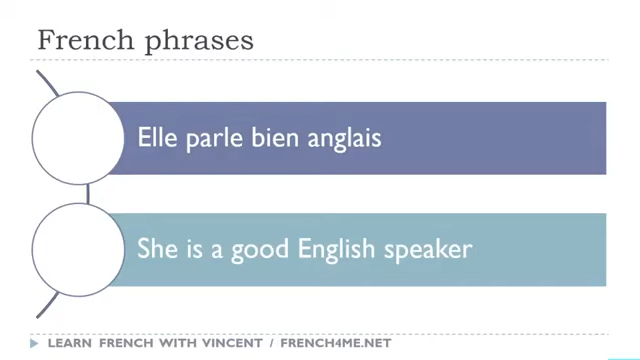 French phrases
Elle parle bien anglais
She is a good English speaker
LEARN FRENCH WITH VINCENT / FRENCH4ME.NET